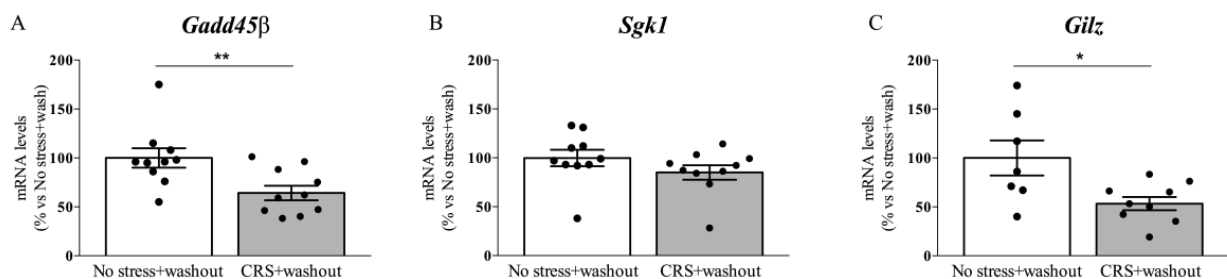 A
Gadd45β
mRNA levels
(% vs No stress+wash)
200
150
100
50
0
**
No stress+washout
CRS+washout
B
Sgk1
mRNA levels
(% vs No stress+wash)
200
150
100
50
0
No stress+washout
CRS+washout
C
Gilz
mRNA levels
(% vs No stress+wash)
200
150
100
50
0
*
No stress+washout
CRS+washout